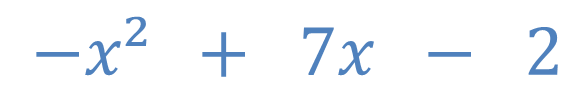 −x² + 7x − 2